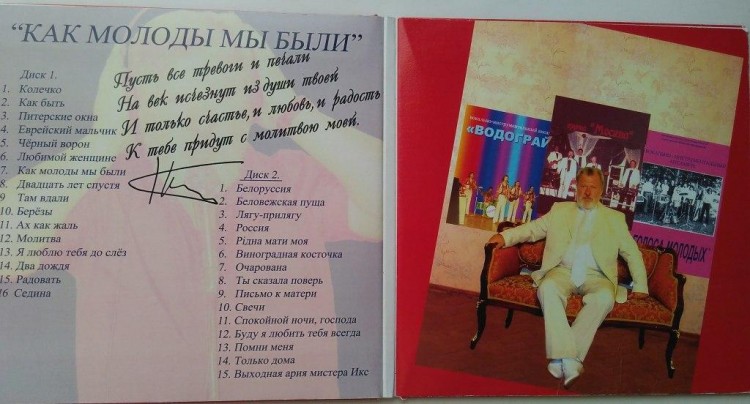 “КАК МОЛОДЫ МЫ БЫЛИ”
Пусть все тревоги и печали
На век исчезнут из души твоей
И только счастье, и любовь, и радость
К тебе придут с молитвою моей.
Диск 1.
1. Колечко
2. Как быть
3. Питерские окна
4. Еврейский мальчик
5. Чёрный ворон
6. Любимой женщине
7. Как молоды мы были
8. Двадцать лет спустя
9 Там вдали
10. Берёзы
11. Ах как жаль
12. Молитва
13. Я люблю тебя до слёз
14. Два дождя
15. Радовать
16 Седина
Диск 2.
1. Белоруссия
2. Беловежская пуща
3. Лягу-прилягу
4. Россия
5. Рідна мати моя
6. Виноградная косточка
7. Очарована
8. Ты сказала поверь
9. Письмо к матери
10. Свечи
11. Спокойной ночи, господа
12. Буду я любить тебя всегда
13. Помни меня
14. Только дома
15. Выходная ария мистера Икс
«ВОДОГРАЙ
ГОЛОСА МОЛОДЫХ"